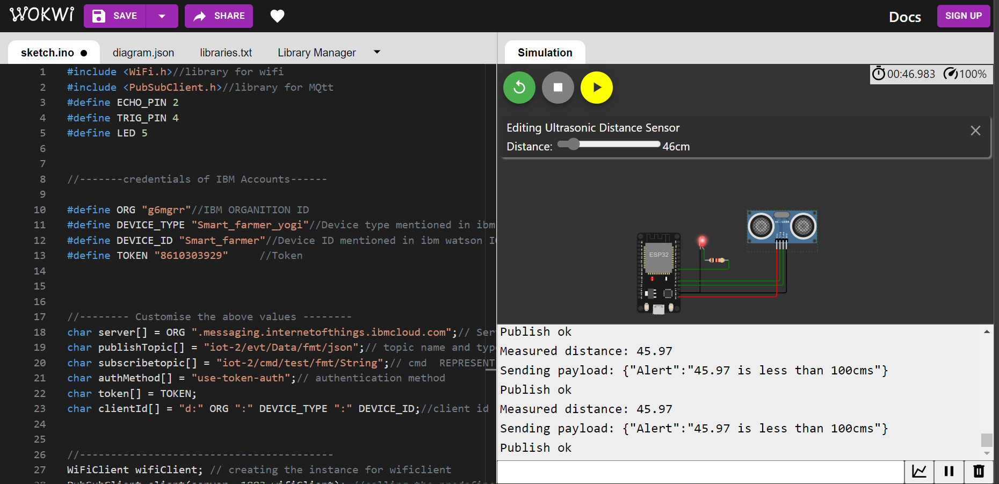 WOKWI
SAVE
SHARE
Docs
SIGN UP
sketch.ino ●
diagram.json
libraries.txt
Library Manager
Simulation
1 #include <WiFi.h>//library for wifi
2 #include <PubSubClient.h>//library for MQtt
3 #define ECHO_PIN 2
4 #define TRIG_PIN 4
5 #define LED 5
6
7
8 //-------credentials of IBM Accounts------
9
10 #define ORG "g6mgrr"//IBM ORGANITION ID
11 #define DEVICE_TYPE "Smart_farmer_yogi"//Device type mentioned in ibm
12 #define DEVICE_ID "Smart_farmer"//Device ID mentioned in ibm watson IO
13 #define TOKEN "8610303929"     //Token
14
15
16
17 //-------- Customise the above values --------
18 char server[] = ORG ".messaging.internetofthings.ibmcloud.com";// Ser
19 char publishTopic[] = "iot-2/evt/Data/fmt/json";// topic name and typ
20 char subscribetopic[] = "iot-2/cmd/test/fmt/String";// cmd  REPRESENT
21 char authMethod[] = "use-token-auth";// authentication method
22 char token[] = TOKEN;
23 char clientId[] = "d:" ORG ":" DEVICE_TYPE ":" DEVICE_ID;//client id
24
25
26 //-----------------------------------------
27 WiFiClient wifiClient; // creating the instance for wificlient
00:46.983
100%
Editing Ultrasonic Distance Sensor
Distance: 46cm
HC-SR04
ESP32
Publish ok
Measured distance: 45.97
Sending payload: {"Alert":"45.97 is less than 100cms"}
Publish ok
Measured distance: 45.97
Sending payload: {"Alert":"45.97 is less than 100cms"}
Publish ok